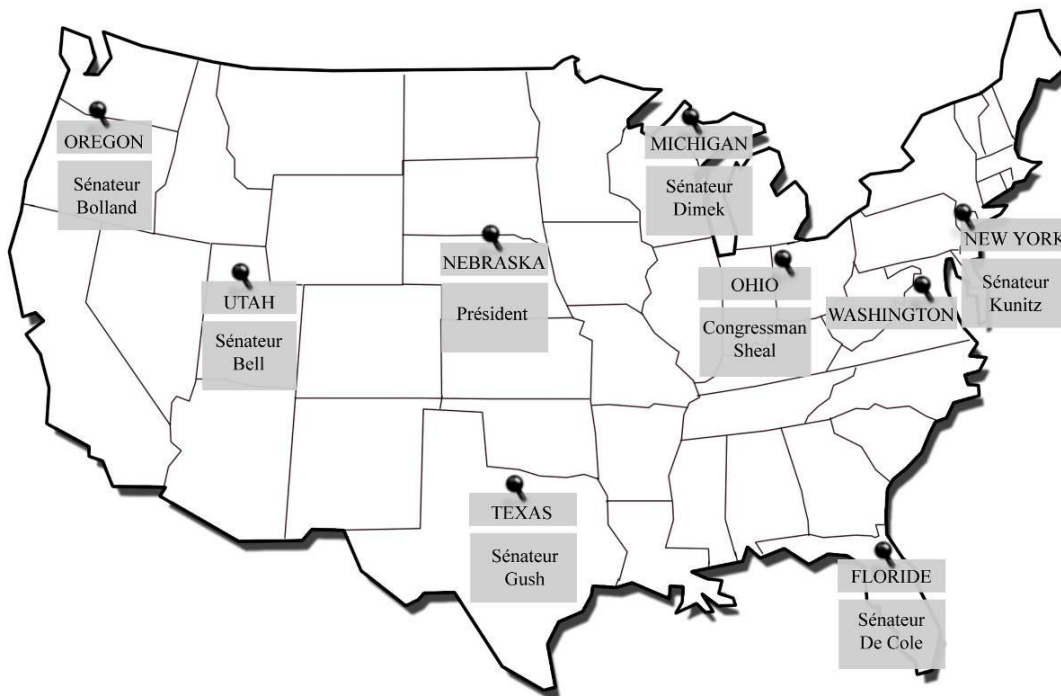 OREGON
Sénateur
Bolland
MICHIGAN
Sénateur
Dimek
NEW YORK
Sénateur
Kunitz
NEBRASKA
Président
UTAH
Sénateur
Bell
OHIO
Congressman
Sheal
WASHINGTON
TEXAS
Sénateur
Gush
FLORIDE
Sénateur
De Cole